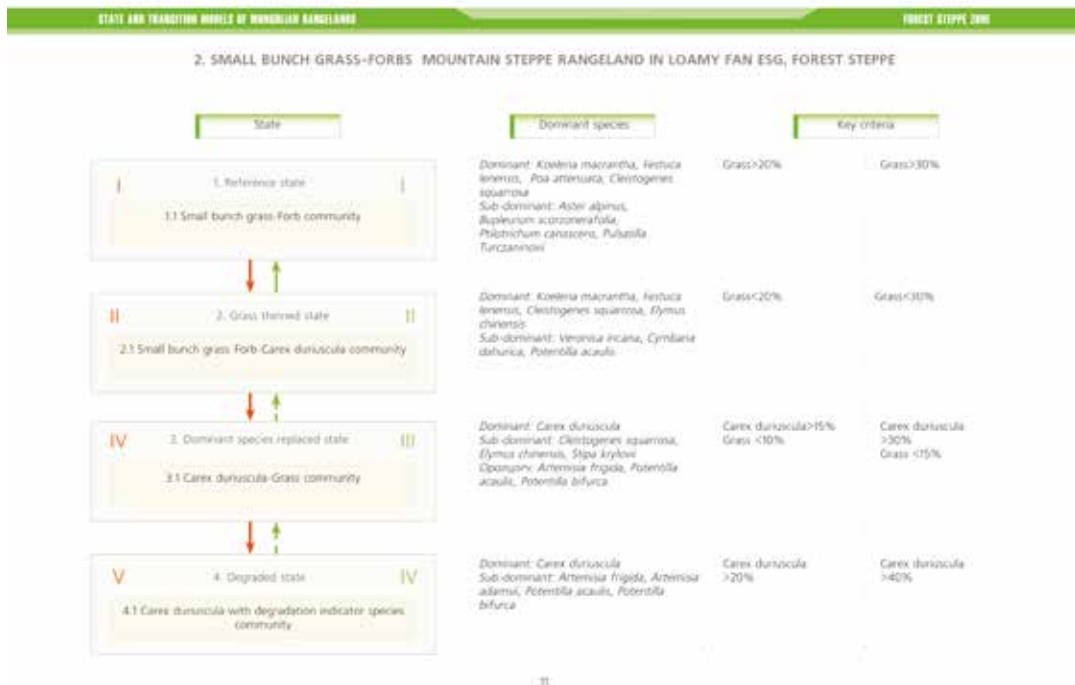 STATE AND TRANSITION MODELS OF MONGOLIAN RANGELANDS
FOREST STEPPE ZONE
2. SMALL BUNCH GRASS-FORBS MOUNTAIN STEPPE RANGELAND IN LOAMY FAN ESG, FOREST STEPPE
State
Dominant species
Key criteria
I
1. Reference state
I
1.1 Small bunch grass-Forb community
Dominant: Koeleria macrantha, Festuca
lenensis, Poa attenuata, Cleistogenes
squarrosa
Sub-dominant: Aster alpinus,
Bupleurum scorzonerafolia,
Ptilotrichum canascens, Pulsatilla
Turczaninovii
Grass>20%
Grass>30%
II
2. Grass thinned state
II
2.1 Small bunch grass Forb-Carex duriuscula community
Dominant: Koeleria macrantha, Festuca
lenensis, Cleistogenes squarrosa, Elymus
chinensis
Sub-dominant: Veronica incana, Cymbaria
dahurica, Potentilla acaulis
Grass<20%
Grass<30%
IV
3. Dominant species replaced state
III
3.1 Carex duriuscula-Grass community
Dominant: Carex duriuscula
Sub-dominant: Cleistogenes squarrosa,
Elymus chinensis, Stipa krylovii
Artemisia frigida, Potentilla
acaulis, Potentilla bifurca
Carex duriuscula>15%
Grass <10%
Carex duriuscula
>30%
Grass <15%
V
4. Degraded state
IV
4.1 Carex duriuscula with degradation indicator species
community
Dominant: Carex duriuscula
Sub-dominant: Artemisia frigida, Artemisia
adamsii, Potentilla acaulis, Potentilla
bifurca
Carex duriuscula
>20%
Carex duriuscula
>40%
11